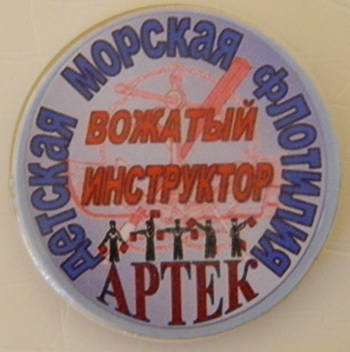 ДЕТСКАЯ МОРСКАЯ ФЛОТИЛИЯ
ВОЖАТЫЙ
ИНСТРУКТОР
АРТЕК